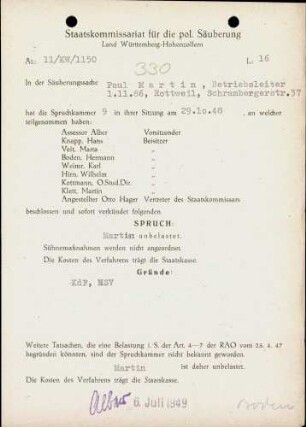 Staatskommissariat für die pol. Säuberung
Land Württemberg-Hohenzollern
Az: 11/KW/1150
L 16
330
In der Säuberungssache Paul Martin, Betriebsleiter
1.11.86, Rottweil, Schrambergerstr.37
hat die Spruchkammer 9 in ihrer Sitzung am 29.10.48, an welcher
teilgenommen haben:
Assessor Alber Vorsitzender
Knapp, Hans Beisitzer
Veit, Maria "
Boden, Hermann "
Weimr, Karl "
Hirn, Wilhelm "
Kettmann, O.Stud.Dir. "
Klett, Martin "
Angestellter Otto Hager Vertreter des Staatskommissars
beschlossen und sofort verkündet folgenden
SPRUCH:
Martin unbelastet.
Sühnemaßnahmen werden nicht angeordnet.
Die Kosten des Verfahrens trägt die Staatskasse.
Gründe:
KdF, NSV
Weitere Tatsachen, die eine Belastung i. S. der Art. 4-7 der RAO vom 25. 4. 47
begründen könnten, sind der Spruchkammer nicht bekannt geworden.
Martin ist daher unbelastet.
Die Kosten des Verfahrens trägt die Staatskasse.
Alber 6. Juli 1949